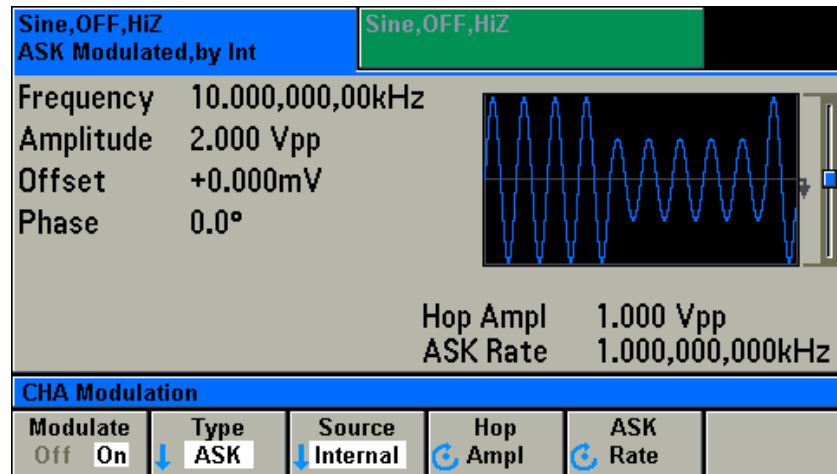 Sine,OFF,HiZ
ASK Modulated,by Int
Sine,OFF,HiZ
Frequency 10.000,000,00kHz
Amplitude 2.000 Vpp
Offset +0.000mV
Phase 0.0°
Hop Ampl 1.000 Vpp
ASK Rate 1.000,000,000kHz
CHA Modulation
Modulate
Off On
Type
ASK
Source
Internal
Hop
Ampl
ASK
Rate